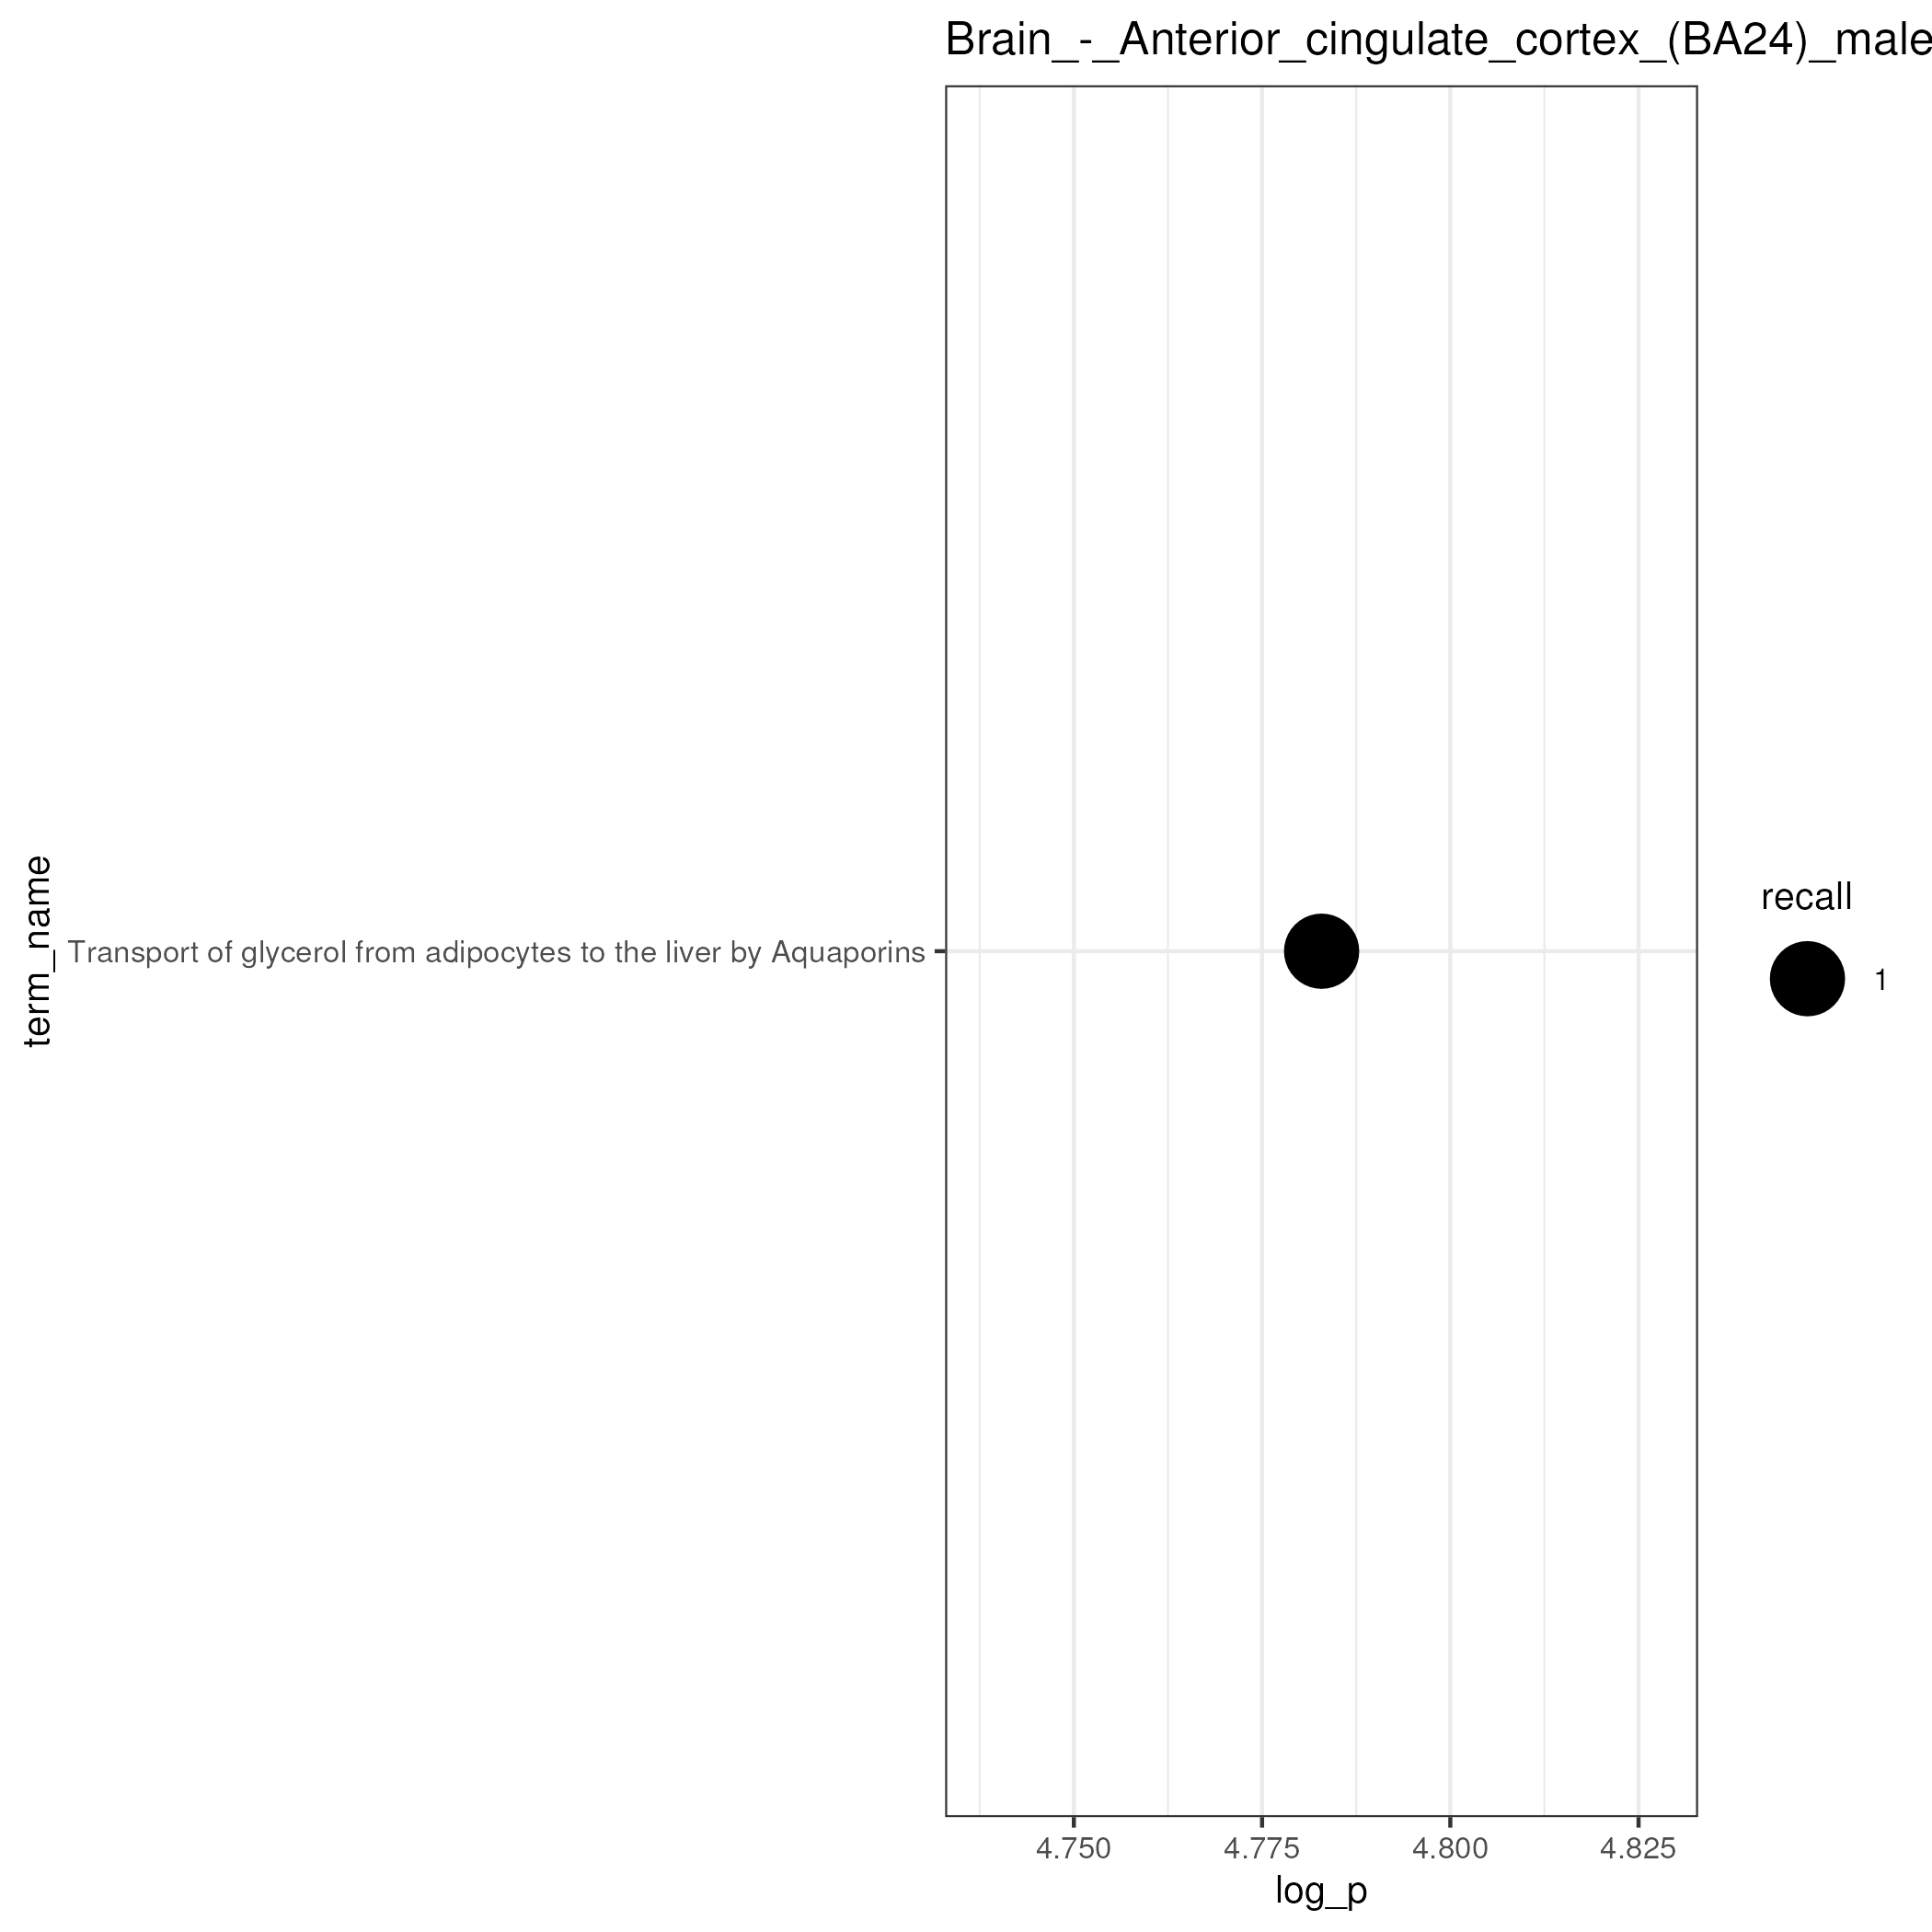 Brain_-_Anterior_cingulate_cortex_(BA24)_male
term_name
Transport of glycerol from adipocytes to the liver by Aquaporins
recall
1
4.750 4.775 4.800 4.825
log_p